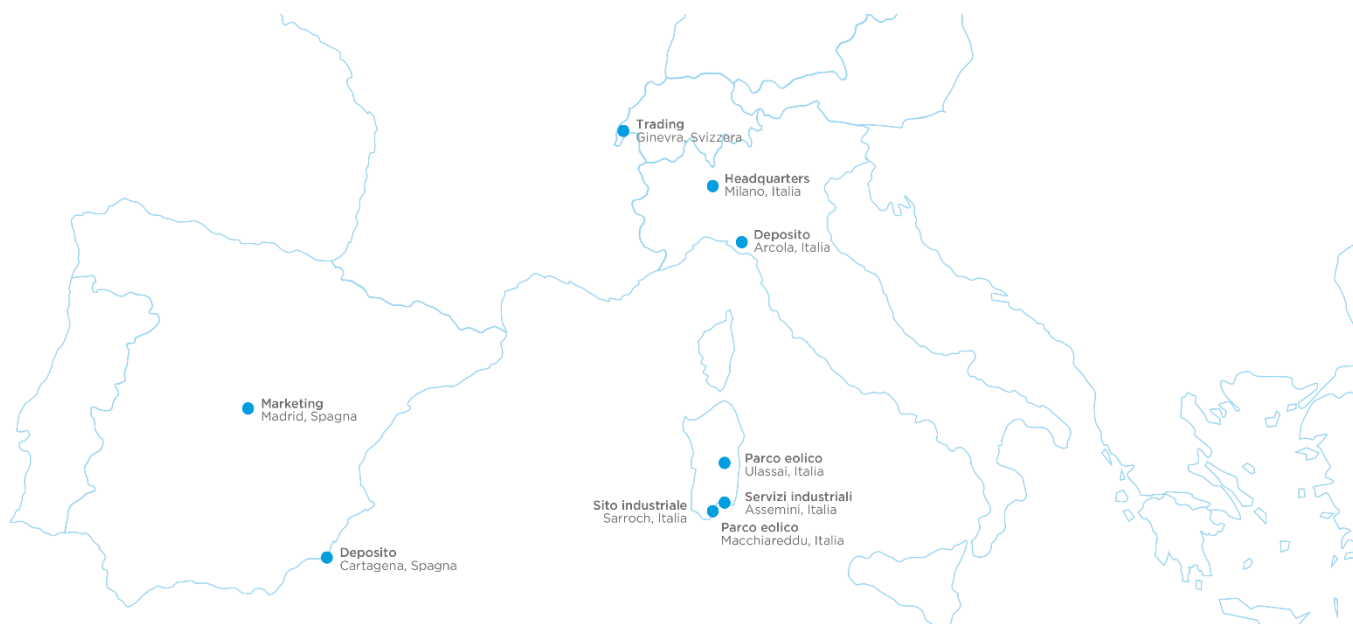 Trading
Ginevra, Svizzera
Headquarters
Milano, Italia
Deposito
Arcola, Italia
Marketing
Madrid, Spagna
Parco eolico
Ulassai, Italia
Servizi industriali
Assemini, Italia
Sito industriale
Sarroch, Italia
Parco eolico
Macchiareddu, Italia
Deposito
Cartagena, Spagna